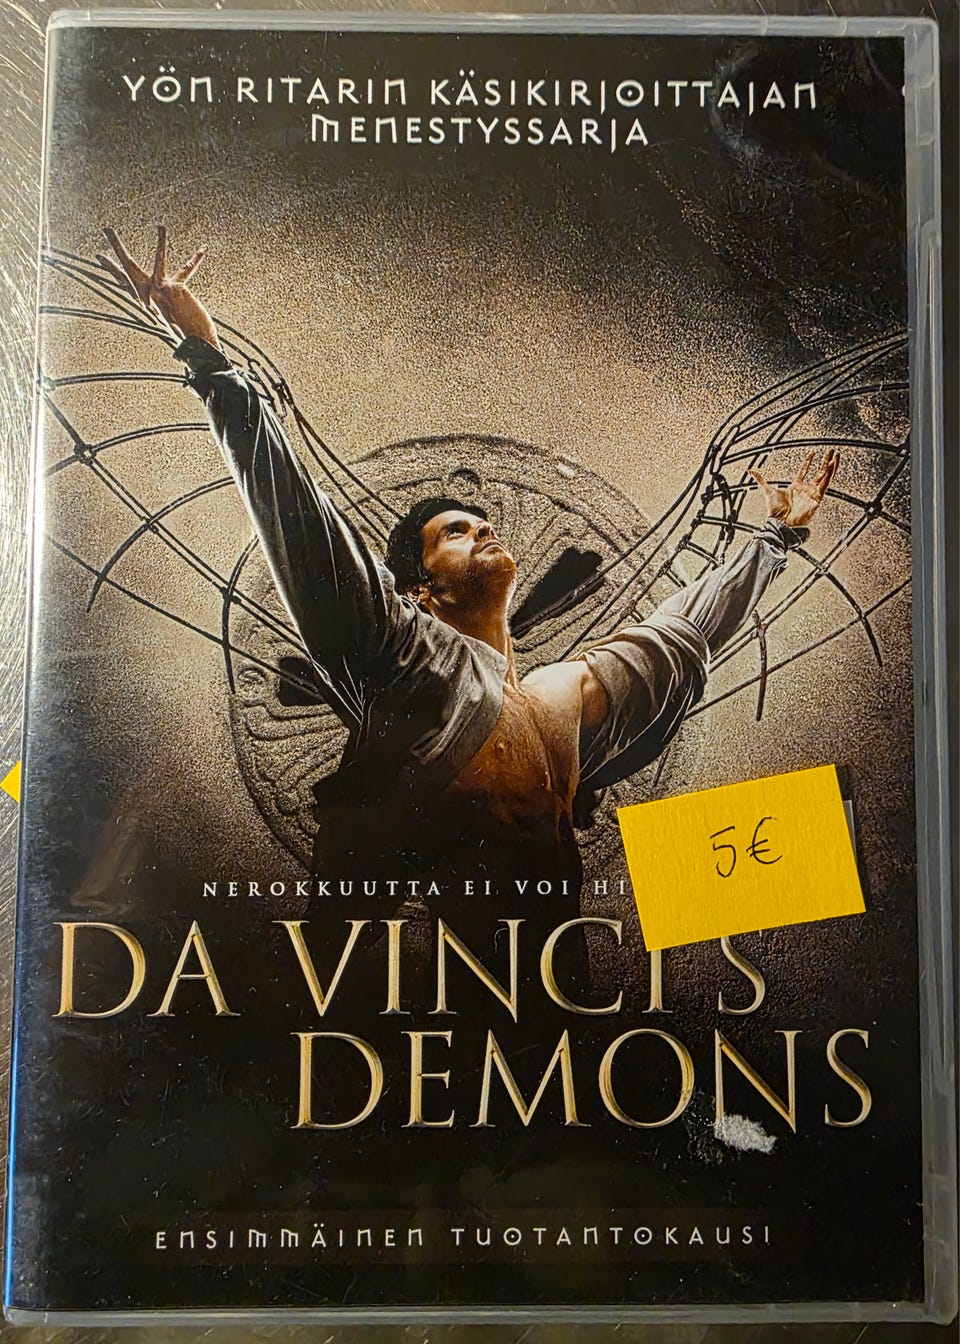 YÖN RITARIN KÄSIKIRJOITTAJAN
MENESTYSSARJA
5€
NEROKKUUTTA EI VOI
DA VINCI'S
DEMONS
ENSIMMÄINEN TUOTANTOKAUSI